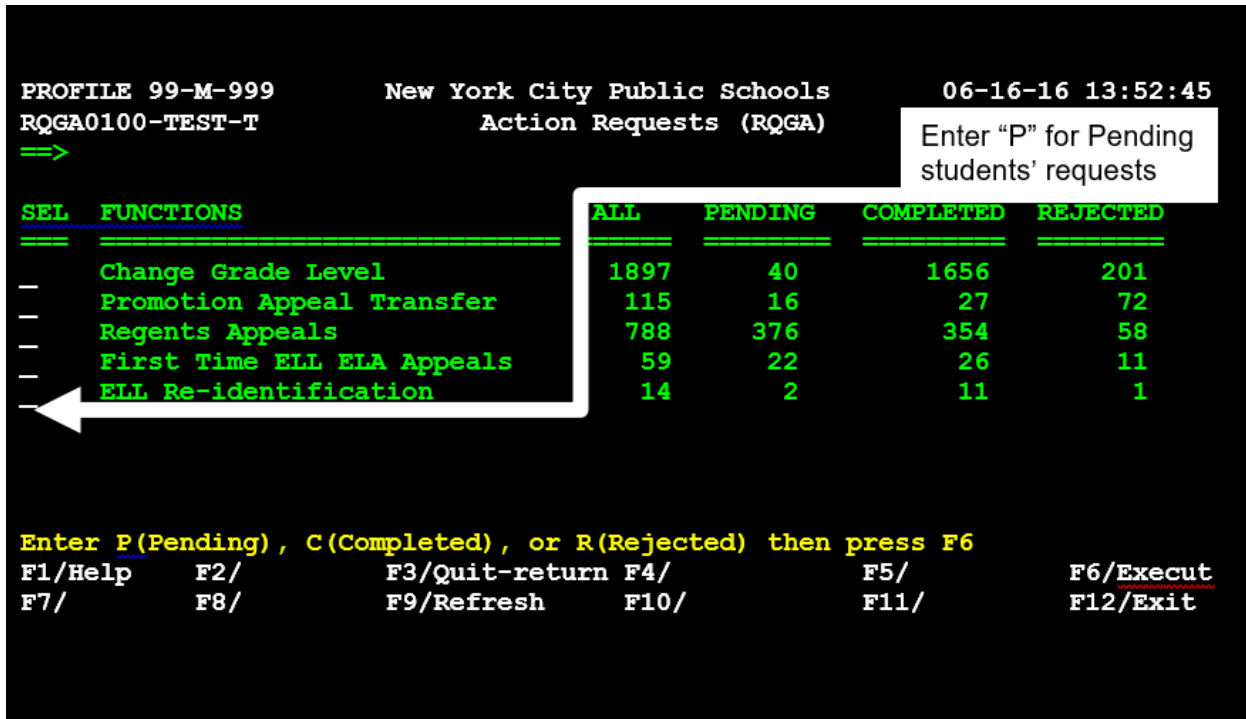 PROFILE 99-M-999 New York City Public Schools 06-16-16 13:52:45
RQGA0100-TEST-T Action Requests (RQGA)
==>
Enter “P” for Pending
students’ requests
SEL FUNCTIONS ALL PENDING COMPLETED REJECTED
=== ============================= ===== ======== ========= ========
_ Change Grade Level 1897 40 1656 201
_ Promotion Appeal Transfer 115 16 27 72
_ Regents Appeals 788 376 354 58
_ First Time ELL ELA Appeals 59 22 26 11
_ ELL Re-identification 14 2 11 1
Enter P(Pending), C(Completed), or R(Rejected) then press F6
F1/Help F2/ F3/Quit-return F4/ F5/ F6/Execut
F7/ F8/ F9/Refresh F10/ F11/ F12/Exit